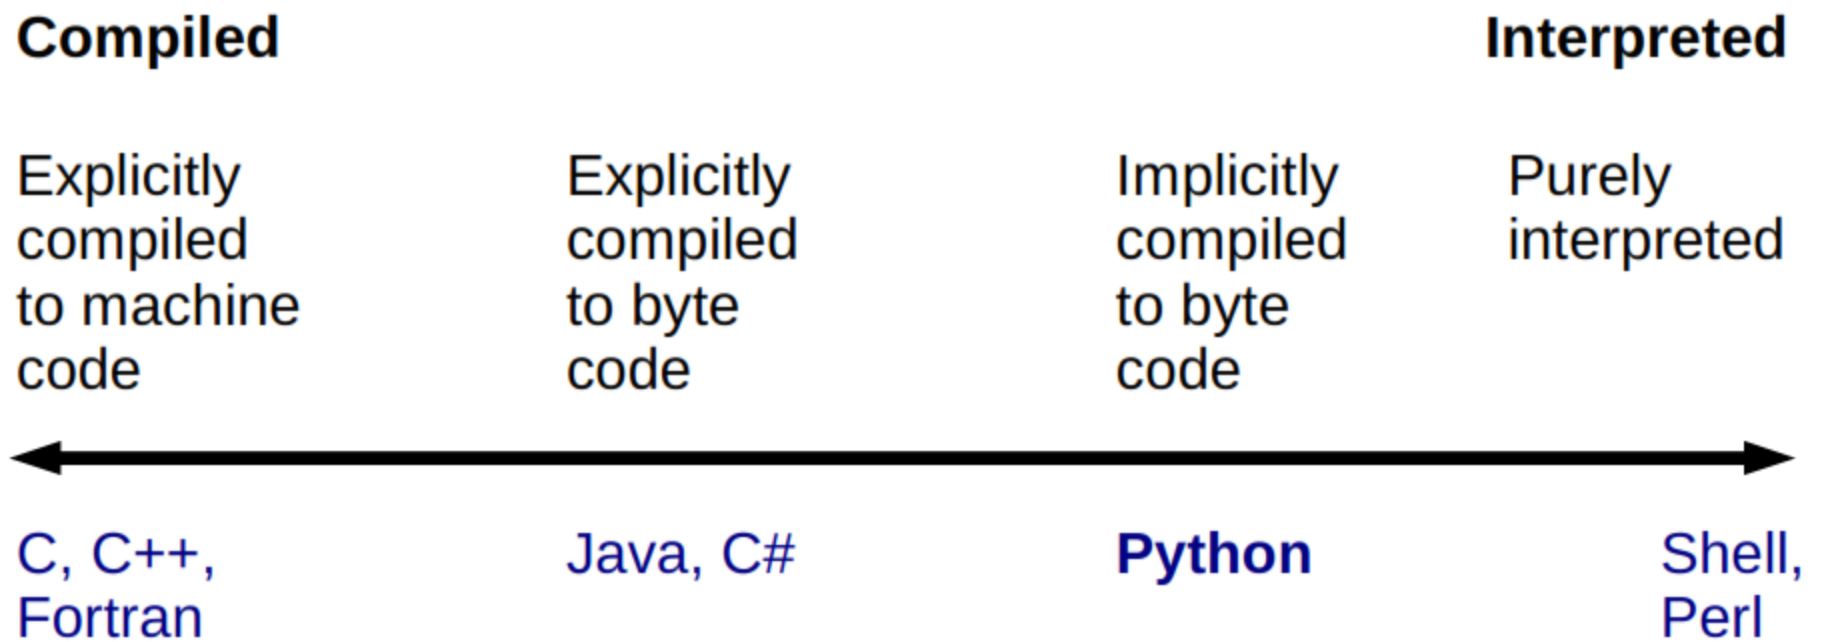 Compiled
Interpreted
Explicitly
compiled
to machine
code
Explicitly
compiled
to byte
code
Implicitly
compiled
to byte
code
Purely
interpreted
C, C++,
Fortran
Java, C#
Python
Shell,
Perl